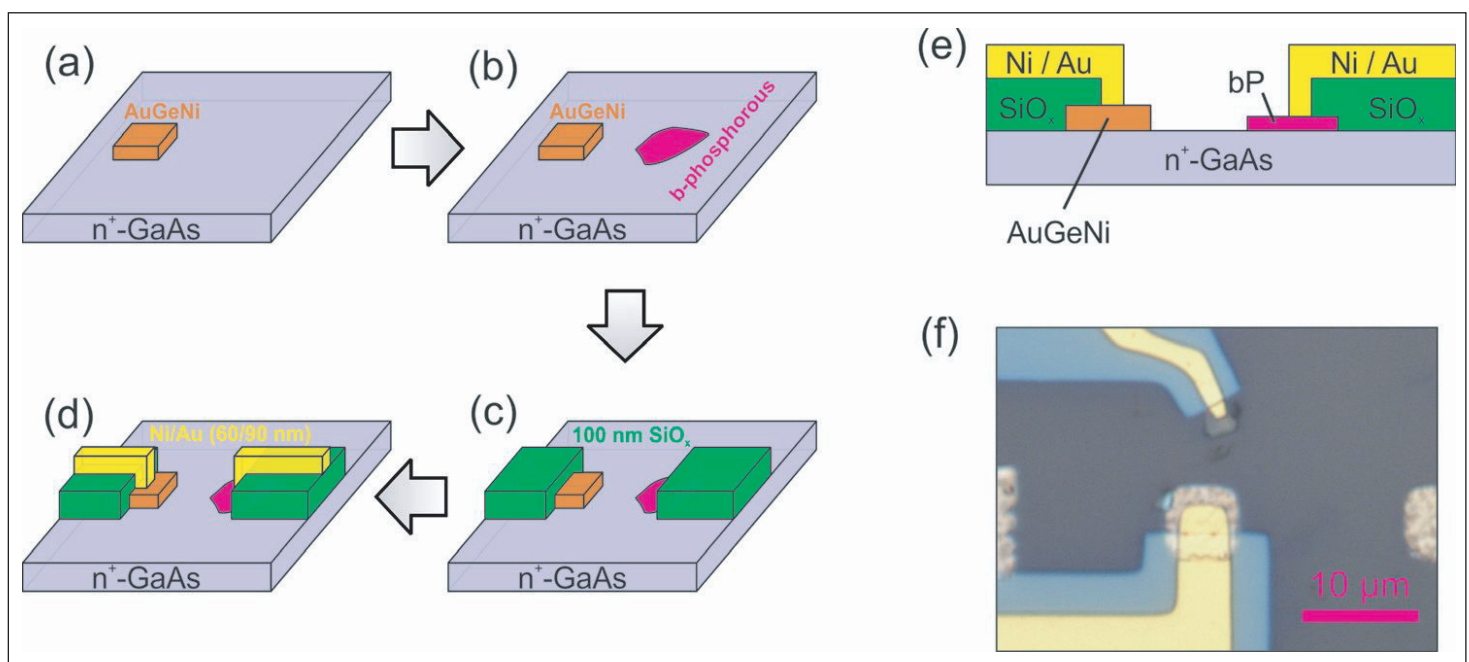 (a)
AuGeNi
n⁺-GaAs
(b)
AuGeNi
b-phosphorous
n⁺-GaAs
(c)
100 nm SiOₓ
n⁺-GaAs
(d)
Ni/Au (60/90 nm)
n⁺-GaAs
(e)
Ni / Au
Ni / Au
bP
SiOₓ
SiOₓ
n⁺-GaAs
AuGeNi
(f)
10 µm